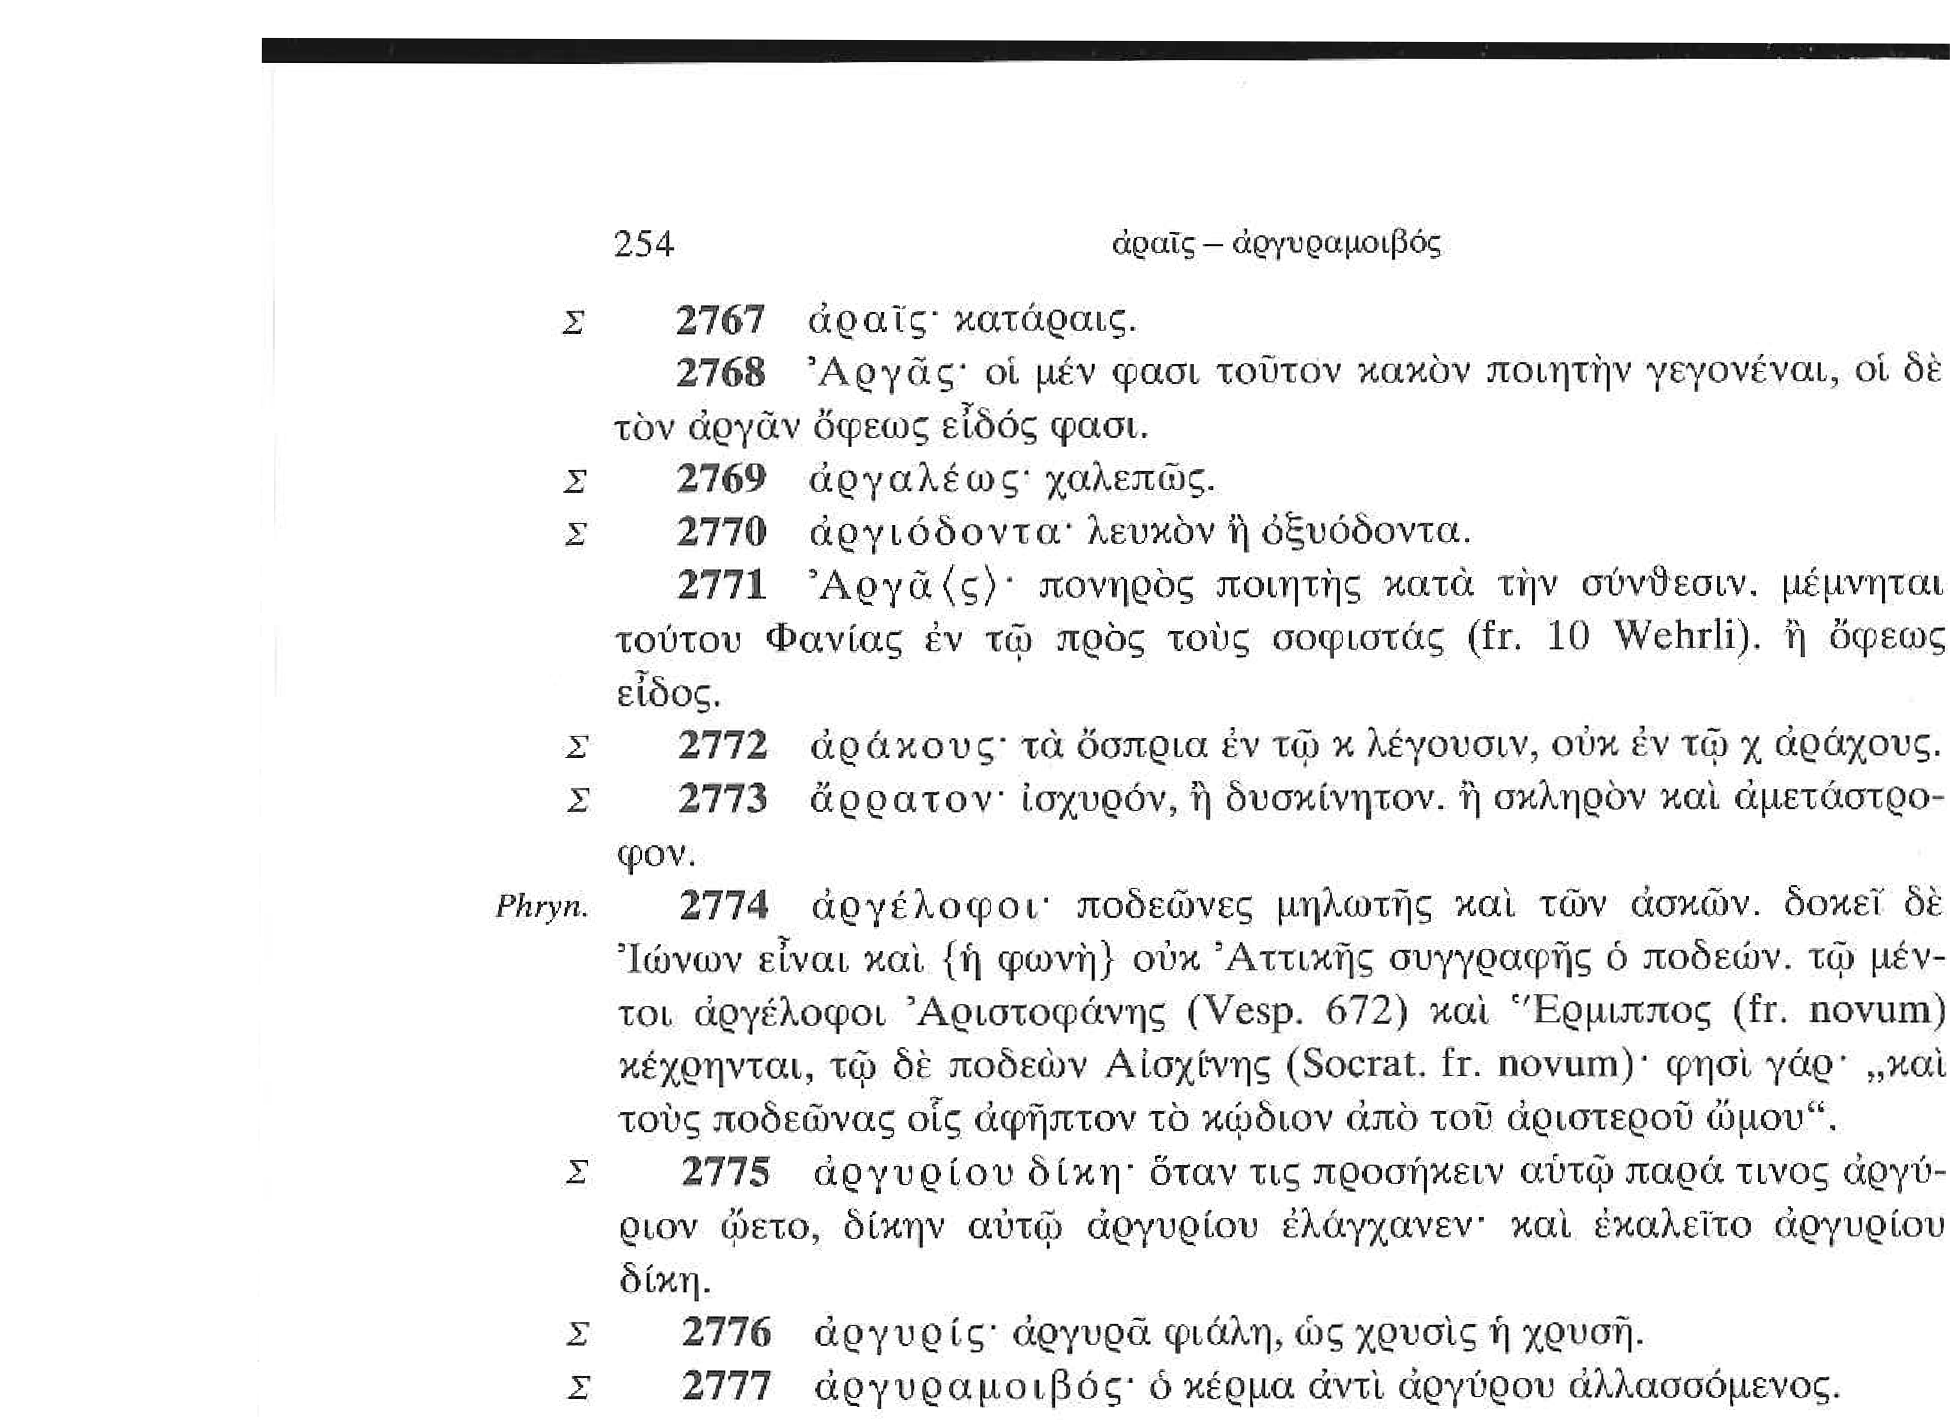 254 ἀραῖς – ἀργυραμοιβός
Σ 2767 ἀραῖς· κατάραις.
2768 Ἀργᾶς· οἱ μέν φασι τοῦτον κακὸν ποιητὴν γεγονέναι, οἱ δὲ
τὸν ἀργᾶν ὄφεως εἶδός φασι.
Σ 2769 ἀργαλέως· χαλεπῶς.
Σ 2770 ἀργιόδοντα· λευκὸν ἢ ὀξυόδοντα.
2771 Ἀργᾶ⟨ς⟩· πονηρὸς ποιητὴς κατὰ τὴν σύνθεσιν. μέμνηται
τούτου Φανίας ἐν τῷ πρὸς τοὺς σοφιστάς (fr. 10 Wehrli). ἢ ὄφεως
εἶδος.
Σ 2772 ἀράκους· τὰ ὄσπρια ἐν τῷ κ λέγουσιν, οὐκ ἐν τῷ χ ἀράχους.
Σ 2773 ἄρρατον· ἰσχυρόν, ἢ δυσκίνητον. ἢ σκληρὸν καὶ ἀμετάστρο-
φον.
Phryn. 2774 ἀργέλοφοι· ποδεῶνες μηλωτῆς καὶ τῶν ἀσκῶν. δοκεῖ δὲ
Ἰώνων εἶναι καὶ {ἡ φωνὴ} οὐκ Ἀττικῆς συγγραφῆς ὁ ποδεών. τῷ μέν-
τοι ἀργέλοφοι Ἀριστοφάνης (Vesp. 672) καὶ Ἕρμιππος (fr. novum)
κέχρηνται, τῷ δὲ ποδεὼν Αἰσχίνης (Socrat. fr. novum)· φησὶ γάρ· „καὶ
τοὺς ποδεῶνας οἷς ἀφῆπτον τὸ κῴδιον ἀπὸ τοῦ ἀριστεροῦ ὤμου“.
Σ 2775 ἀργυρίου δίκη· ὅταν τις προσήκειν αὑτῷ παρά τινος ἀργύ-
ριον ᾤετο, δίκην αὐτῷ ἀργυρίου ἐλάγχανεν· καὶ ἐκαλεῖτο ἀργυρίου
δίκη.
Σ 2776 ἀργυρίς· ἀργυρᾶ φιάλη, ὡς χρυσὶς ἡ χρυσῆ.
Σ 2777 ἀργυραμοιβός· ὁ κέρμα ἀντὶ ἀργύρου ἀλλασσόμενος.